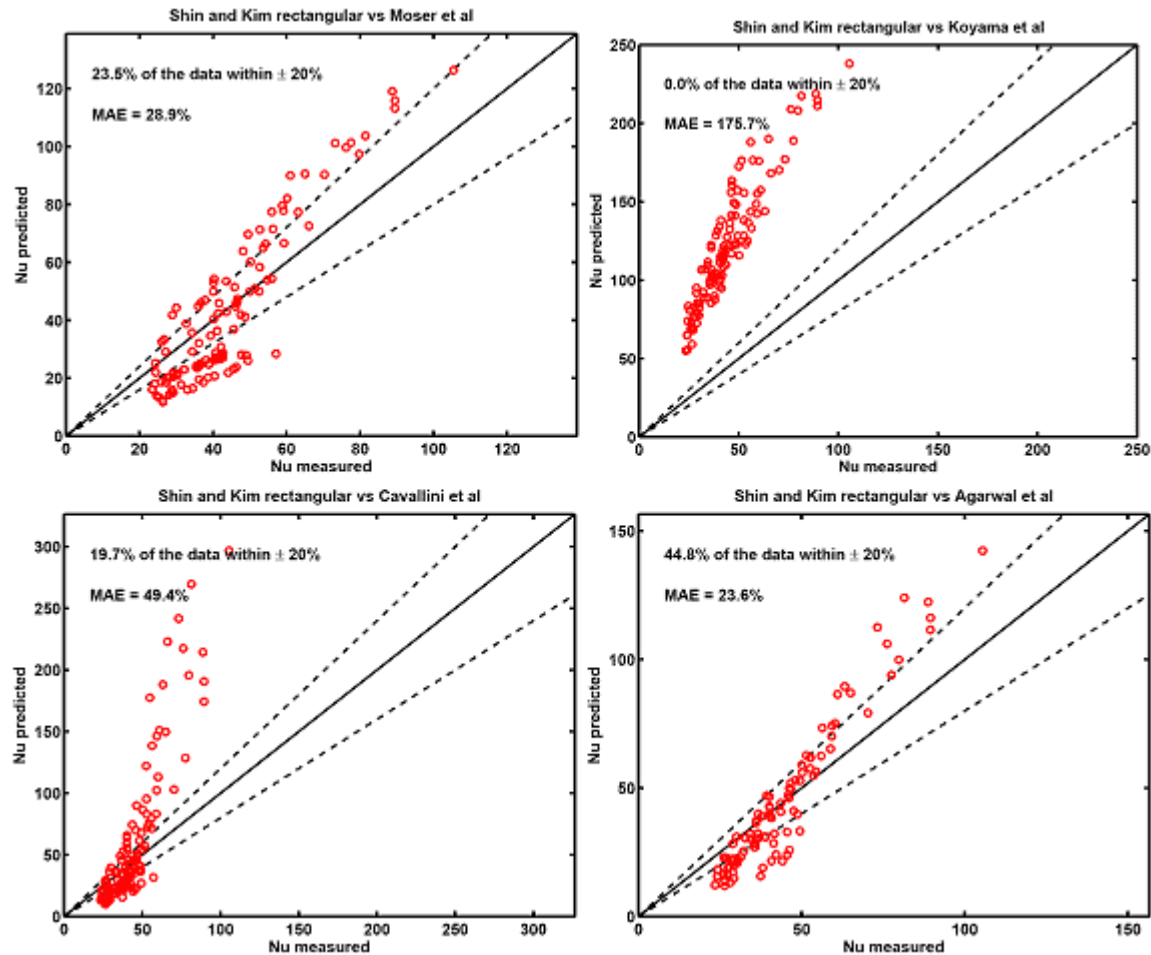 Shin and Kim rectangular vs Moser et al
23.5% of the data within ± 20%
MAE = 28.9%
Nu predicted
120
100
80
60
40
20
0
0 20 40 60 80 100 120
Nu measured
Shin and Kim rectangular vs Koyama et al
250
0.0% of the data within ± 20%
MAE = 175.7%
Nu predicted
200
150
100
50
0
0 50 100 150 200 250
Nu measured
Shin and Kim rectangular vs Cavallini et al
19.7% of the data within ± 20%
MAE = 49.4%
Nu predicted
300
250
200
150
100
50
0
0 50 100 150 200 250 300
Nu measured
Shin and Kim rectangular vs Agarwal et al
44.8% of the data within ± 20%
MAE = 23.6%
Nu predicted
150
100
50
0
0 50 100 150
Nu measured